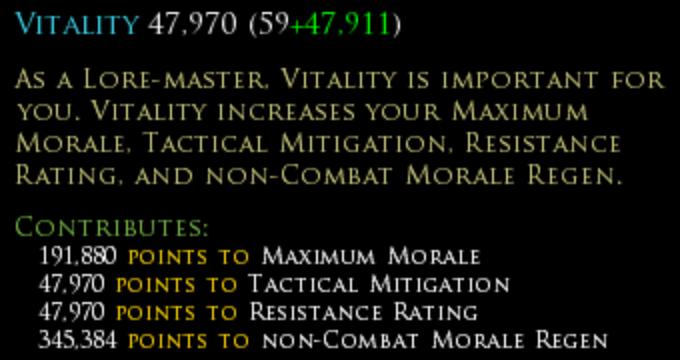 VITALITY 47,970 (59+47,911)
AS A LORE-MASTER, VITALITY IS IMPORTANT FOR
YOU. VITALITY INCREASES YOUR MAXIMUM
MORALE, TACTICAL MITIGATION, RESISTANCE
RATING, AND NON-COMBAT MORALE REGEN.
CONTRIBUTES:
191,880 POINTS TO MAXIMUM MORALE
47,970 POINTS TO TACTICAL MITIGATION
47,970 POINTS TO RESISTANCE RATING
345,384 POINTS TO NON-COMBAT MORALE REGEN